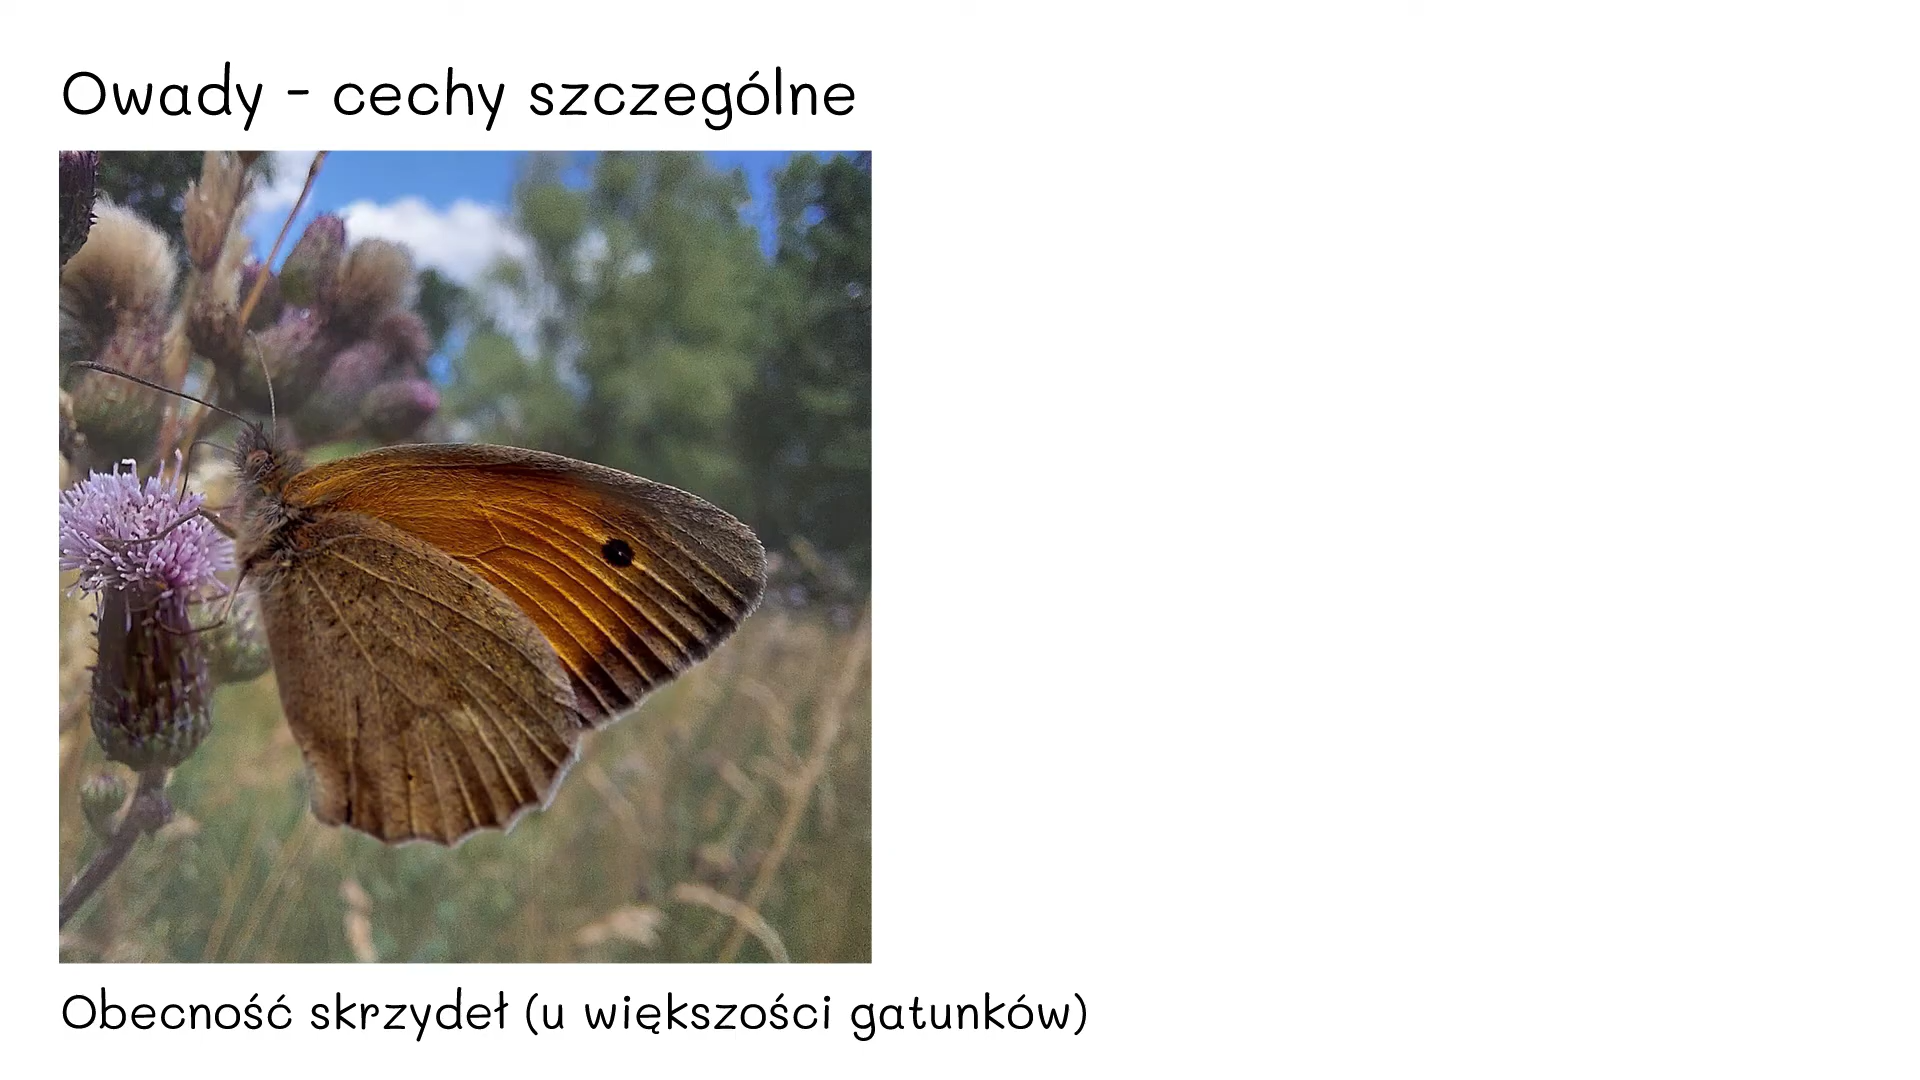 Owady - cechy szczególne
Obecność skrzydeł (u większości gatunków)